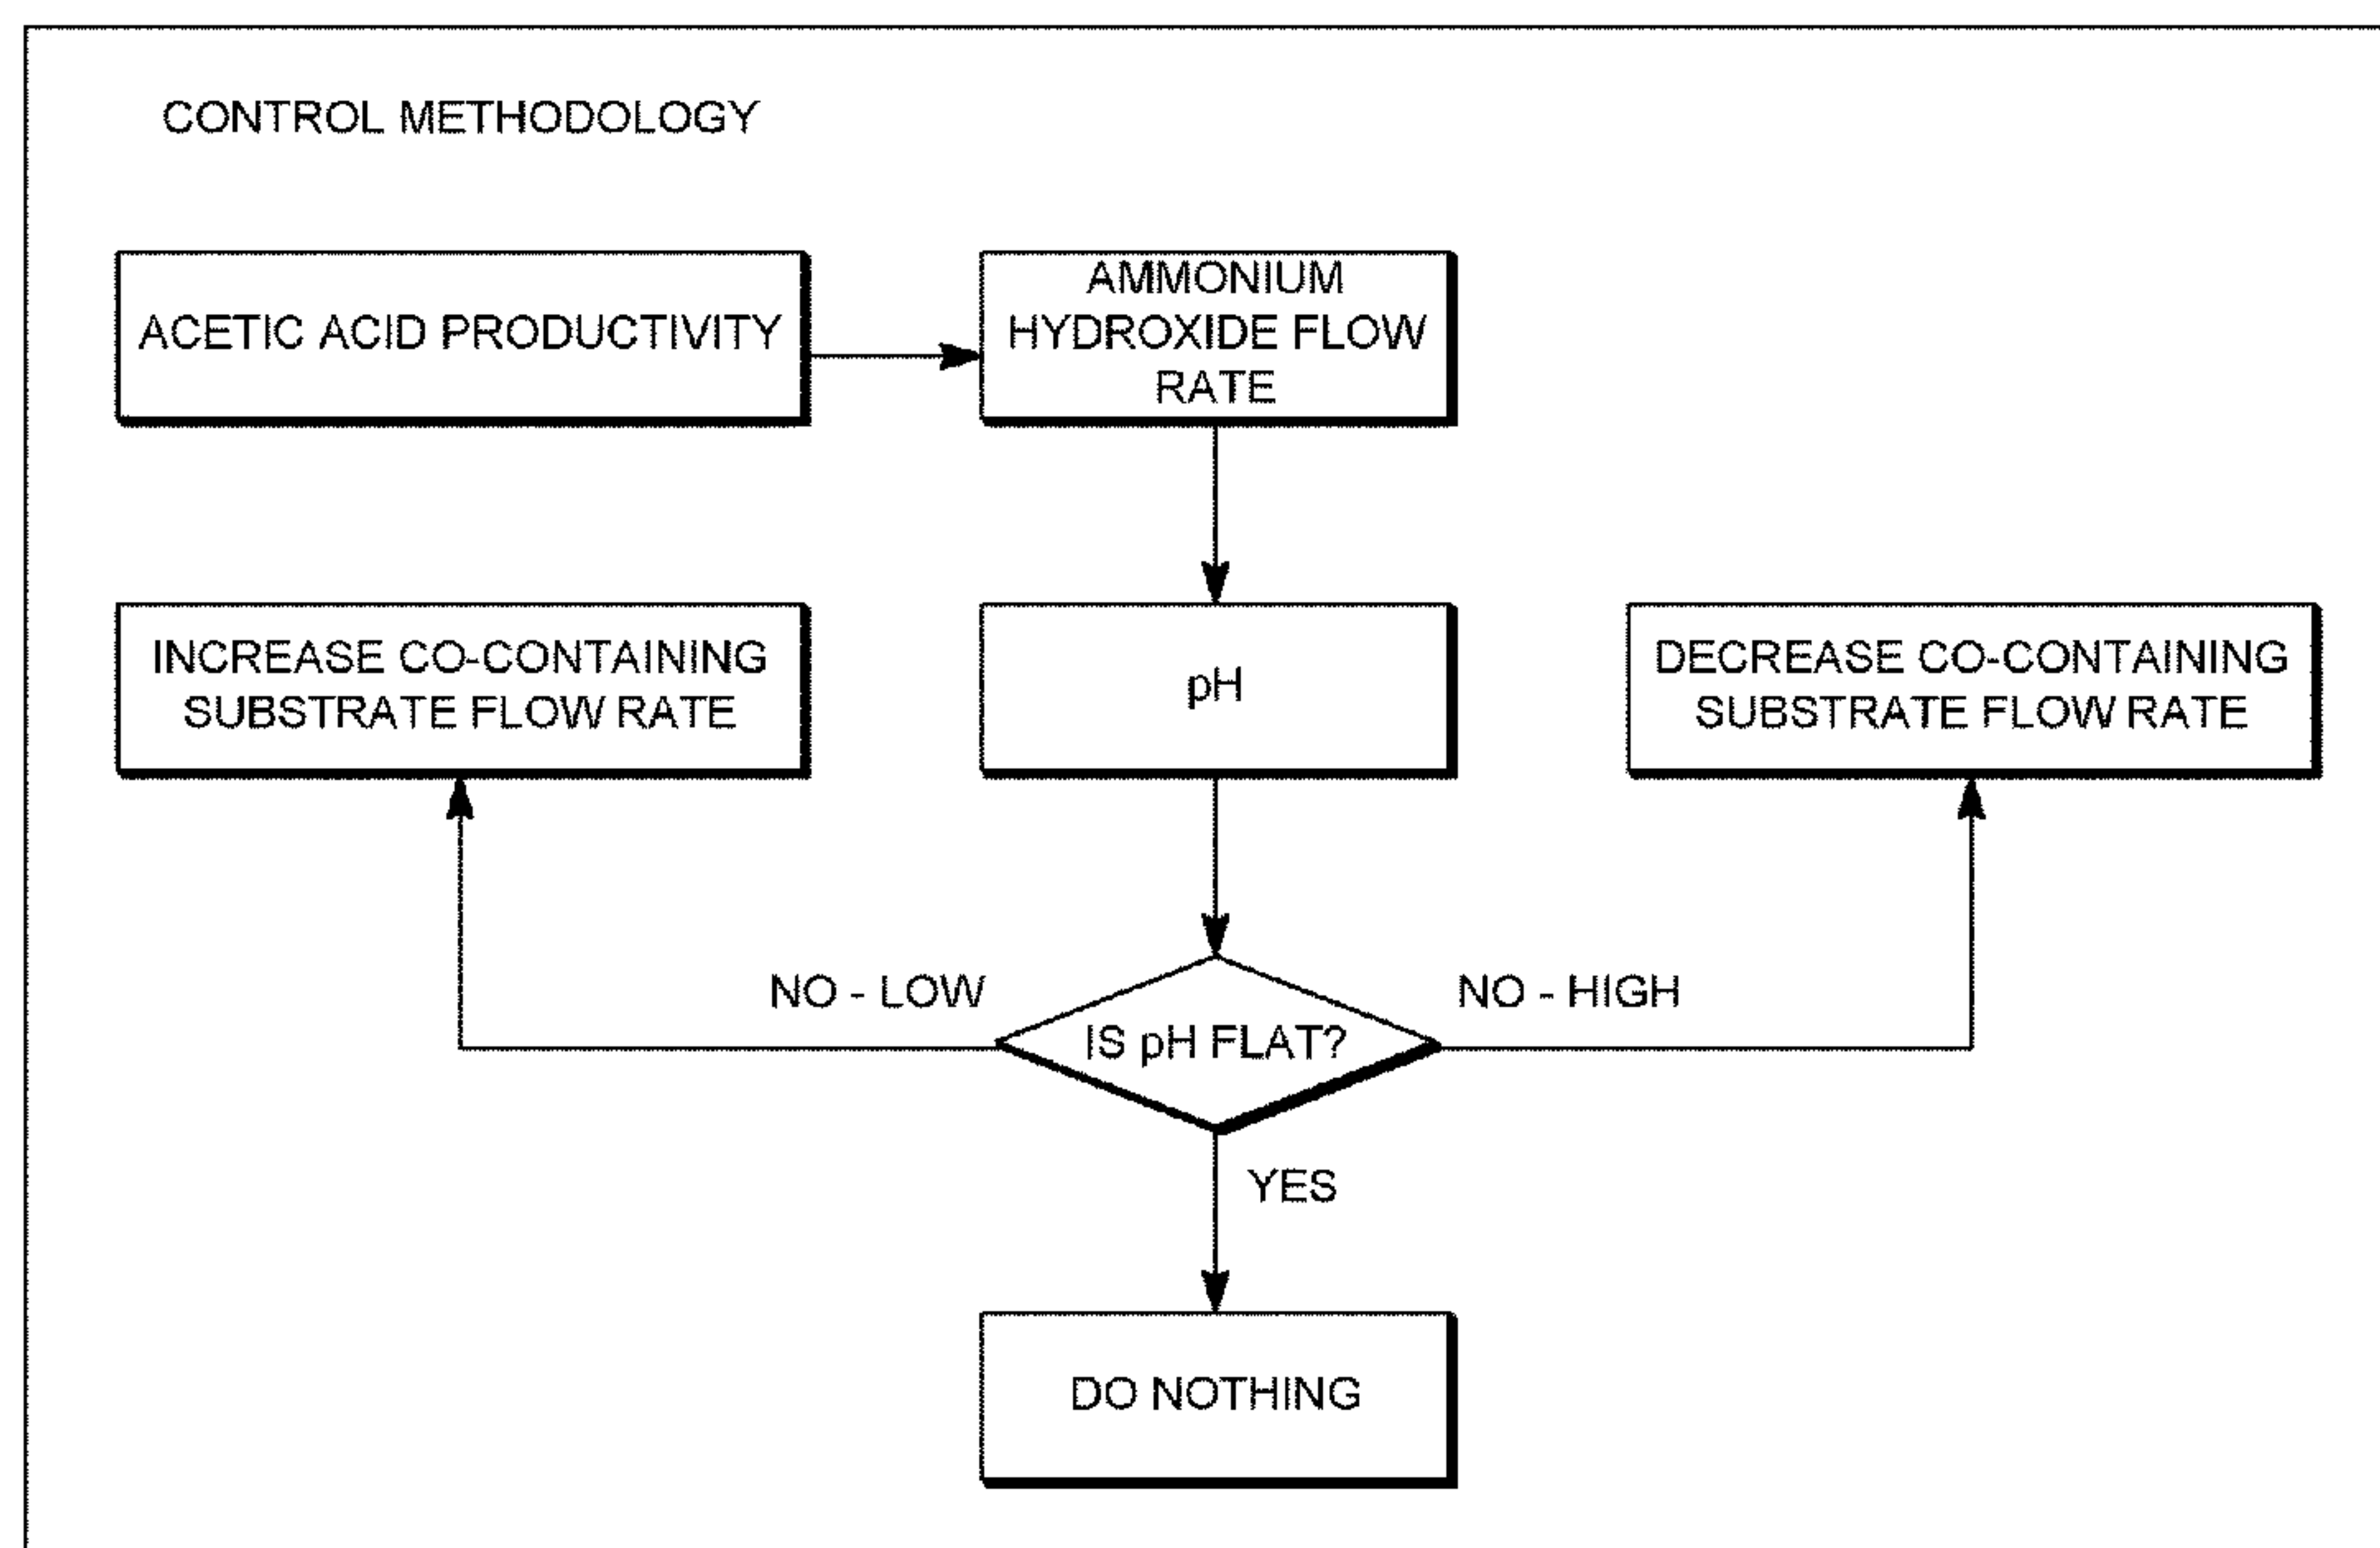 CONTROL METHODOLOGY
ACETIC ACID PRODUCTIVITY
AMMONIUM
HYDROXIDE FLOW
RATE
INCREASE CO-CONTAINING
SUBSTRATE FLOW RATE
pH
DECREASE CO-CONTAINING
SUBSTRATE FLOW RATE
NO - LOW
NO - HIGH
IS pH FLAT?
YES
DO NOTHING